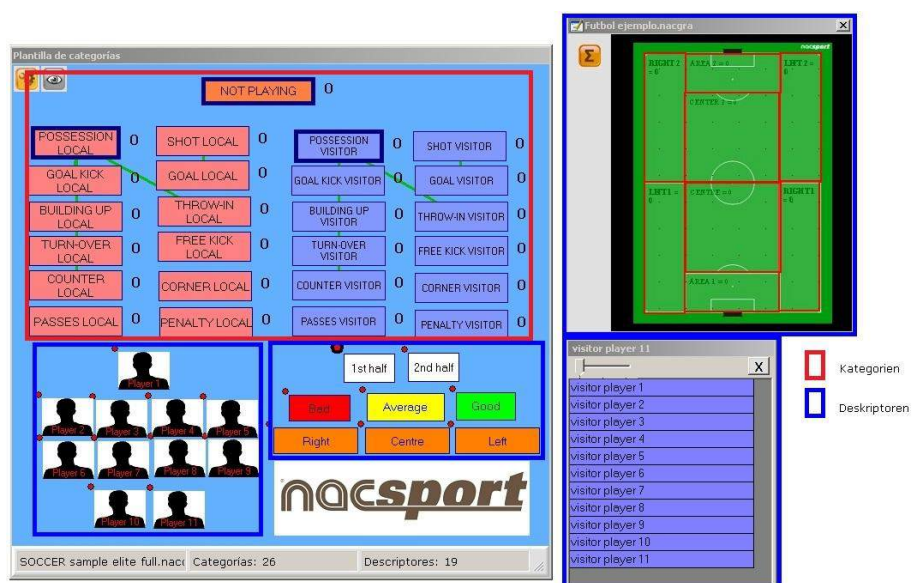 Futbol ejemplo.nacgra
X
Plantilla de categorías
Σ
nacsport
RIGHT 2 = 0
AREA 2 = 0
LIFT 2 = 0
CENTER 2 = 0
LIFT1 = 0
CENTRE = 0
RIGHT1 = 0
AREA 1 = 0
NOT PLAYING 0
POSSESSION LOCAL 0
SHOT LOCAL 0
POSSESSION VISITOR 0
SHOT VISITOR 0
GOAL KICK LOCAL 0
GOAL LOCAL 0
GOAL KICK VISITOR 0
GOAL VISITOR 0
BUILDING UP LOCAL 0
THROW-IN LOCAL 0
BUILDING UP VISITOR 0
THROW-IN VISITOR 0
TURN-OVER LOCAL 0
FREE KICK LOCAL 0
TURN-OVER VISITOR 0
FREE KICK VISITOR 0
COUNTER LOCAL 0
CORNER LOCAL 0
COUNTER VISITOR 0
CORNER VISITOR 0
PASSES LOCAL 0
PENALTY LOCAL 0
PASSES VISITOR 0
PENALTY VISITOR 0
Player 1
Player 2
Player 3
Player 4
Player 5
Player 6
Player 7
Player 8
Player 9
Player 10
Player 11
1st half
2nd half
Bad
Average
Good
Right
Centre
Left
nacsport
SOCCER sample elite full.nac
Categorías: 26
Descriptores: 19
visitor player 11
X
visitor player 1
visitor player 2
visitor player 3
visitor player 4
visitor player 5
visitor player 6
visitor player 7
visitor player 8
visitor player 9
visitor player 10
visitor player 11
Kategorien
Deskriptoren